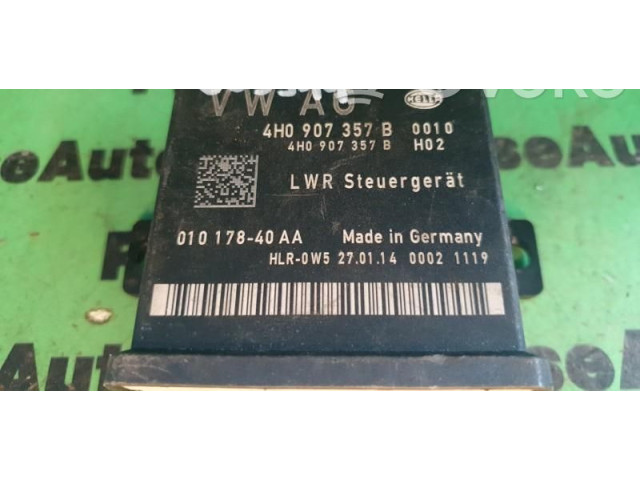 VW AG
HELLA
4H0 907 357 B 0010
4H0 907 357 B H02
LWR Steuergerät
010 178-40 AA Made in Germany
HLR-0W5 27.01.14 0002 1119